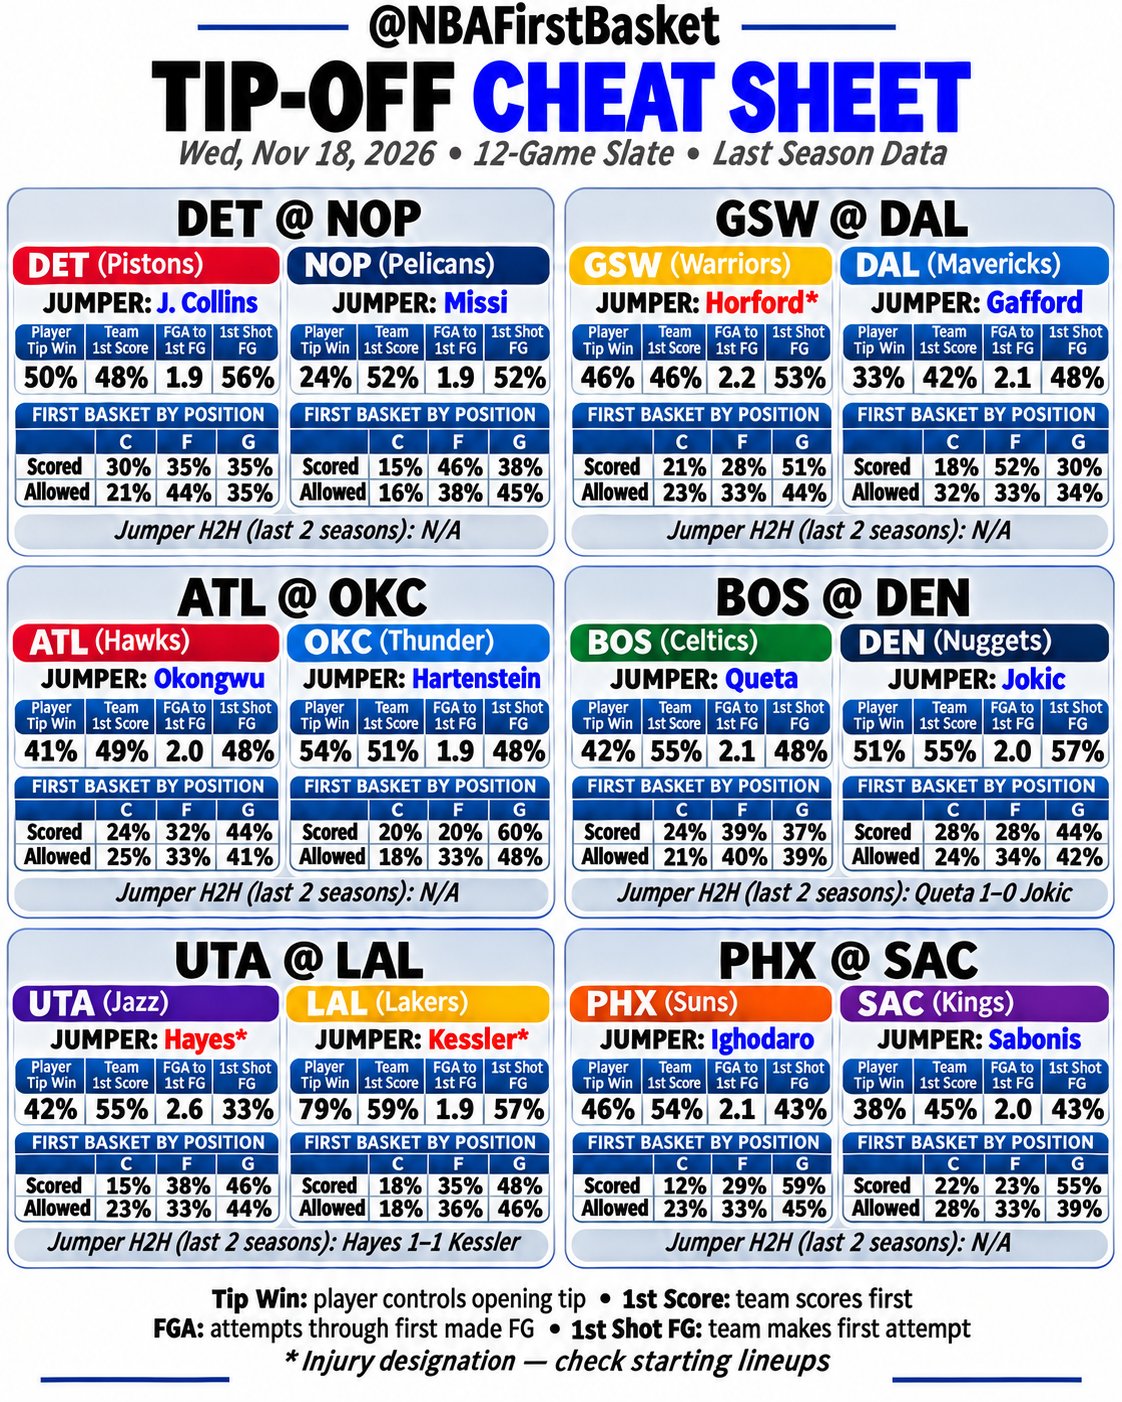 @NBAFirstBasket
TIP-OFF CHEAT SHEET
Wed, Nov 18, 2026 • 12-Game Slate • Last Season Data
DET @ NOP
DET (Pistons)
JUMPER: J. Collins
Player Tip Win Team 1st Score FGA to 1st FG 1st Shot FG
50% 48% 1.9 56%
FIRST BASKET BY POSITION
C F G
Scored 30% 35% 35%
Allowed 21% 44% 35%
NOP (Pelicans)
JUMPER: Missi
Player Tip Win Team 1st Score FGA to 1st FG 1st Shot FG
24% 52% 1.9 52%
FIRST BASKET BY POSITION
C F G
Scored 15% 46% 38%
Allowed 16% 38% 45%
Jumper H2H (last 2 seasons): N/A
GSW @ DAL
GSW (Warriors)
JUMPER: Horford*
Player Tip Win Team 1st Score FGA to 1st FG 1st Shot FG
46% 46% 2.2 53%
FIRST BASKET BY POSITION
C F G
Scored 21% 28% 51%
Allowed 23% 33% 44%
DAL (Mavericks)
JUMPER: Gafford
Player Tip Win Team 1st Score FGA to 1st FG 1st Shot FG
33% 42% 2.1 48%
FIRST BASKET BY POSITION
C F G
Scored 18% 52% 30%
Allowed 32% 33% 34%
Jumper H2H (last 2 seasons): N/A
ATL @ OKC
ATL (Hawks)
JUMPER: Okongwu
Player Tip Win Team 1st Score FGA to 1st FG 1st Shot FG
41% 49% 2.0 48%
FIRST BASKET BY POSITION
C F G
Scored 24% 32% 44%
Allowed 25% 33% 41%
OKC (Thunder)
JUMPER: Hartenstein
Player Tip Win Team 1st Score FGA to 1st FG 1st Shot FG
54% 51% 1.9 48%
FIRST BASKET BY POSITION
C F G
Scored 20% 20% 60%
Allowed 18% 33% 48%
Jumper H2H (last 2 seasons): N/A
BOS @ DEN
BOS (Celtics)
JUMPER: Queta
Player Tip Win Team 1st Score FGA to 1st FG 1st Shot FG
42% 55% 2.1 48%
FIRST BASKET BY POSITION
C F G
Scored 24% 39% 37%
Allowed 21% 40% 39%
DEN (Nuggets)
JUMPER: Jokic
Player Tip Win Team 1st Score FGA to 1st FG 1st Shot FG
51% 55% 2.0 57%
FIRST BASKET BY POSITION
C F G
Scored 28% 28% 44%
Allowed 24% 34% 42%
Jumper H2H (last 2 seasons): Queta 1–0 Jokic
UTA @ LAL
UTA (Jazz)
JUMPER: Hayes*
Player Tip Win Team 1st Score FGA to 1st FG 1st Shot FG
42% 55% 2.6 33%
FIRST BASKET BY POSITION
C F G
Scored 15% 38% 46%
Allowed 23% 33% 44%
LAL (Lakers)
JUMPER: Kessler*
Player Tip Win Team 1st Score FGA to 1st FG 1st Shot FG
79% 59% 1.9 57%
FIRST BASKET BY POSITION
C F G
Scored 18% 35% 48%
Allowed 18% 36% 46%
Jumper H2H (last 2 seasons): Hayes 1–1 Kessler
PHX @ SAC
PHX (Suns)
JUMPER: Ighodaro
Player Tip Win Team 1st Score FGA to 1st FG 1st Shot FG
46% 54% 2.1 43%
FIRST BASKET BY POSITION
C F G
Scored 12% 29% 59%
Allowed 23% 33% 45%
SAC (Kings)
JUMPER: Sabonis
Player Tip Win Team 1st Score FGA to 1st FG 1st Shot FG
38% 45% 2.0 43%
FIRST BASKET BY POSITION
C F G
Scored 22% 23% 55%
Allowed 28% 33% 39%
Jumper H2H (last 2 seasons): N/A
Tip Win: player controls opening tip • 1st Score: team scores first
FGA: attempts through first made FG • 1st Shot FG: team makes first attempt
* Injury designation — check starting lineups